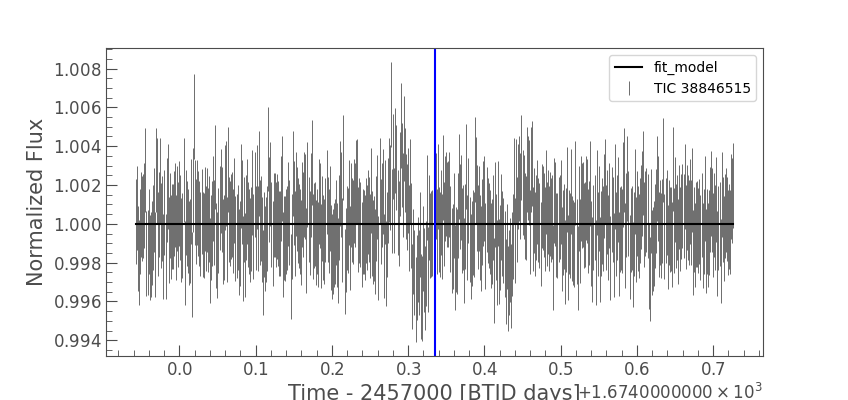 fit_model
TIC 38846515
Normalized Flux
1.008
1.006
1.004
1.002
1.000
0.998
0.996
0.994
0.0 0.1 0.2 0.3 0.4 0.5 0.6 0.7
Time - 2457000 [BTJD days]
+1.6740000000 × 10³